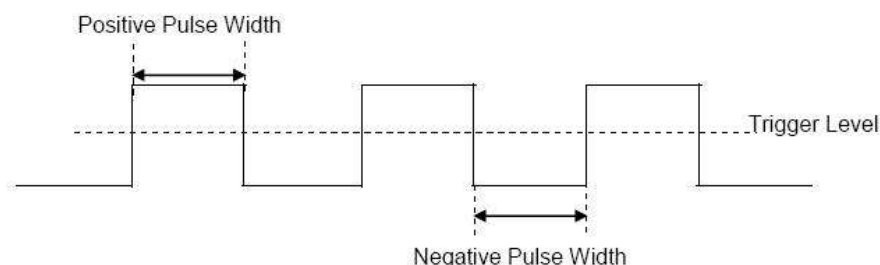 Positive Pulse Width
Trigger Level
Negative Pulse Width